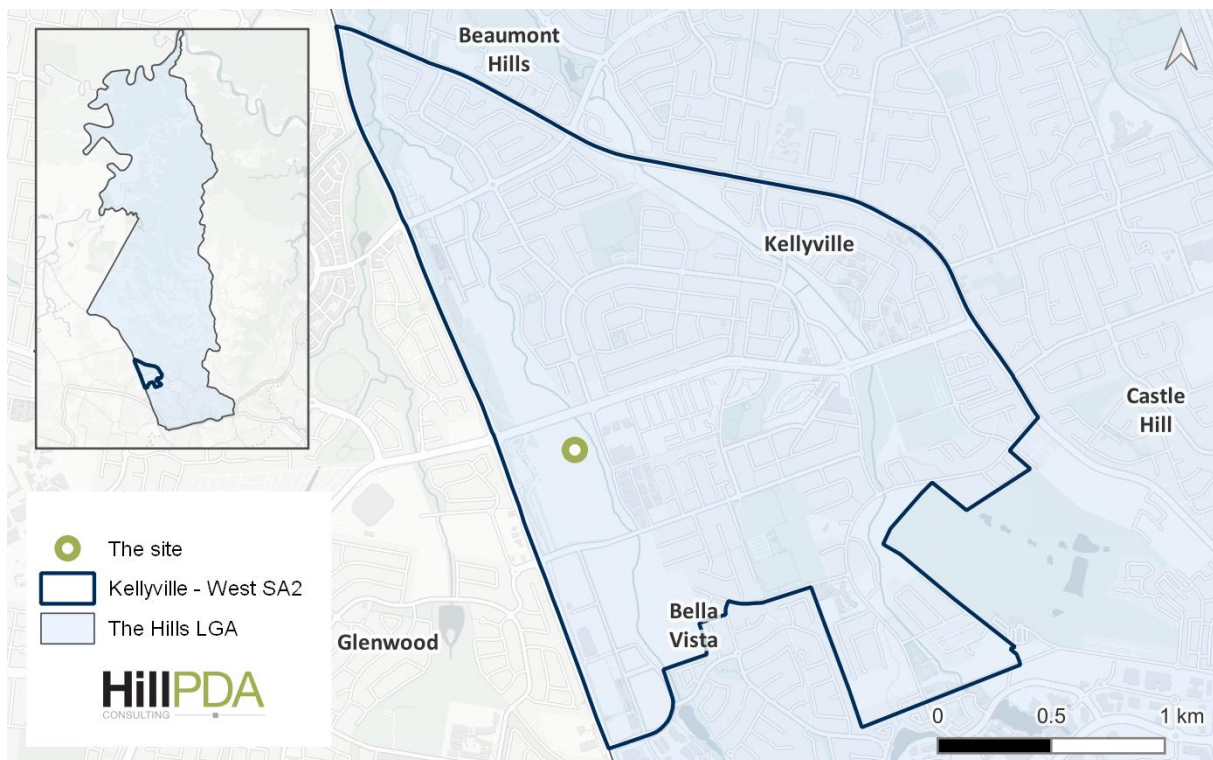 Beaumont
Hills
Kellyville
Castle
Hill
The site
Kellyville - West SA2
The Hills LGA
Glenwood
Bella
Vista
HillPDA
CONSULTING
0 0.5 1 km